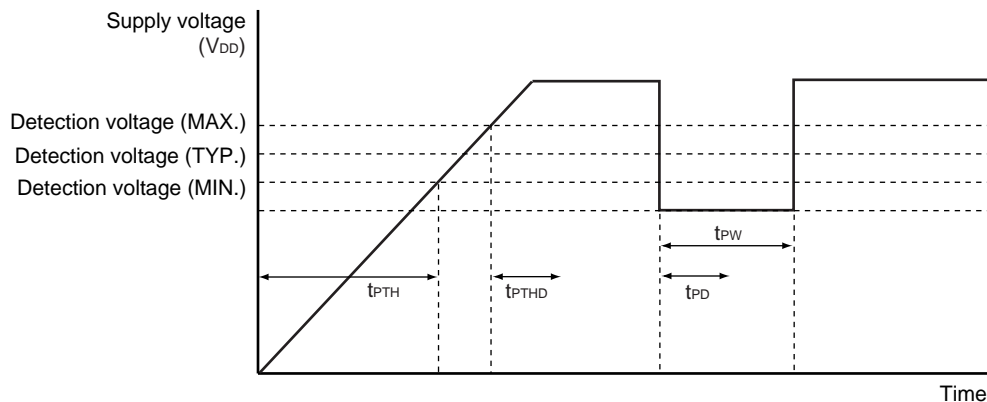 Supply voltage
(VDD)
Detection voltage (MAX.)
Detection voltage (TYP.)
Detection voltage (MIN.)
tPW
tPTH
tPTHD
tPD
Time